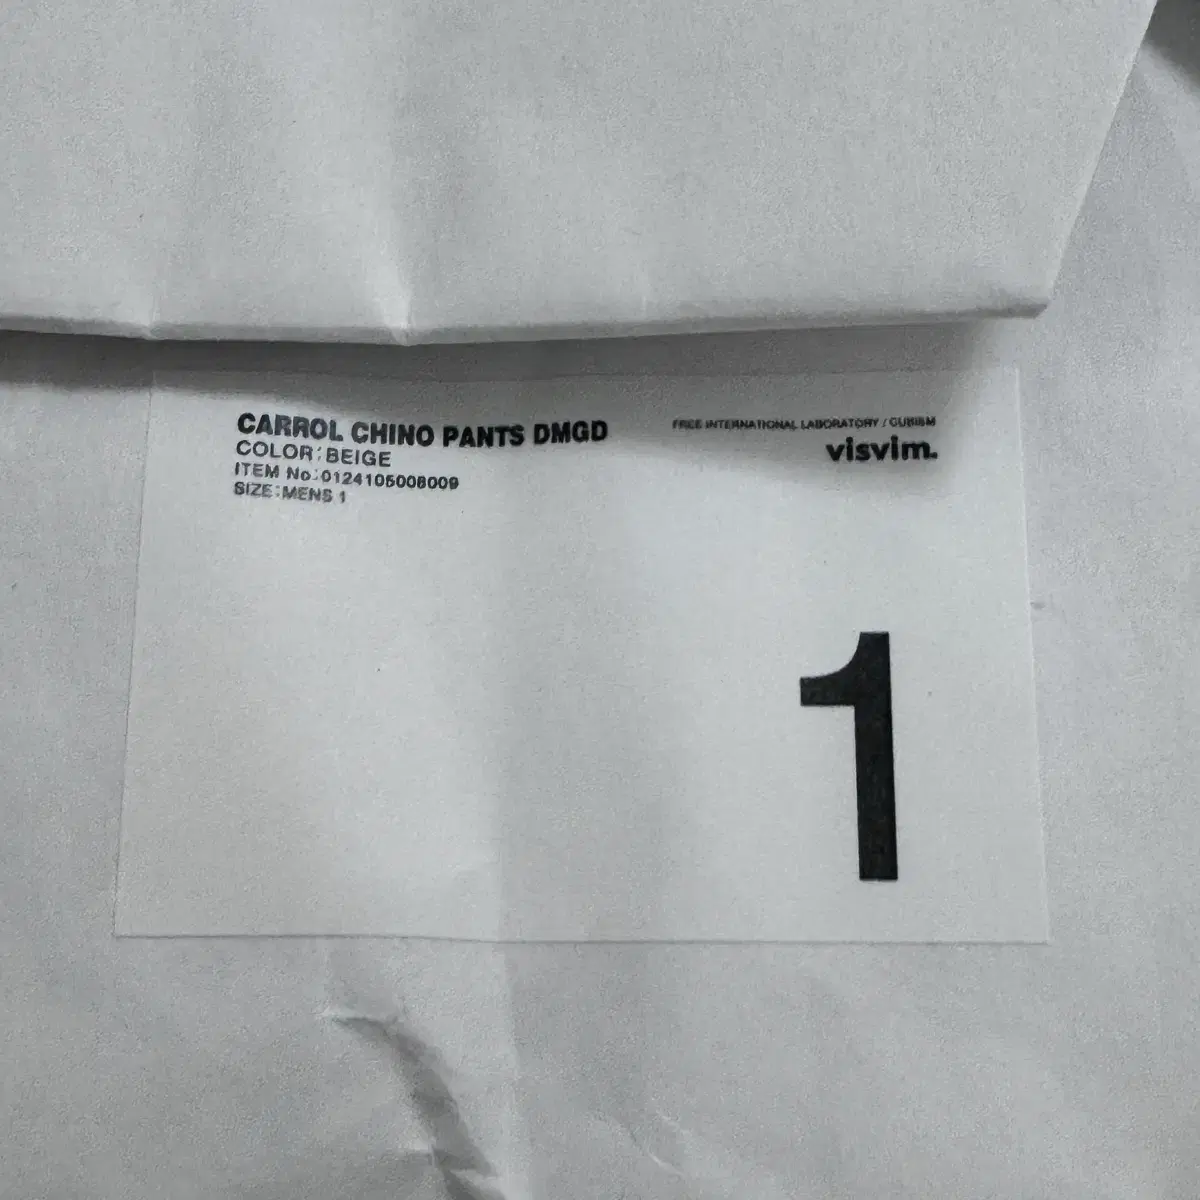 CARROL CHINO PANTS DMGD
COLOR:BEIGE
ITEM No:0124105008009
SIZE:MENS 1
FREE INTERNATIONAL LABORATORY / CUBISM
visvim.
1